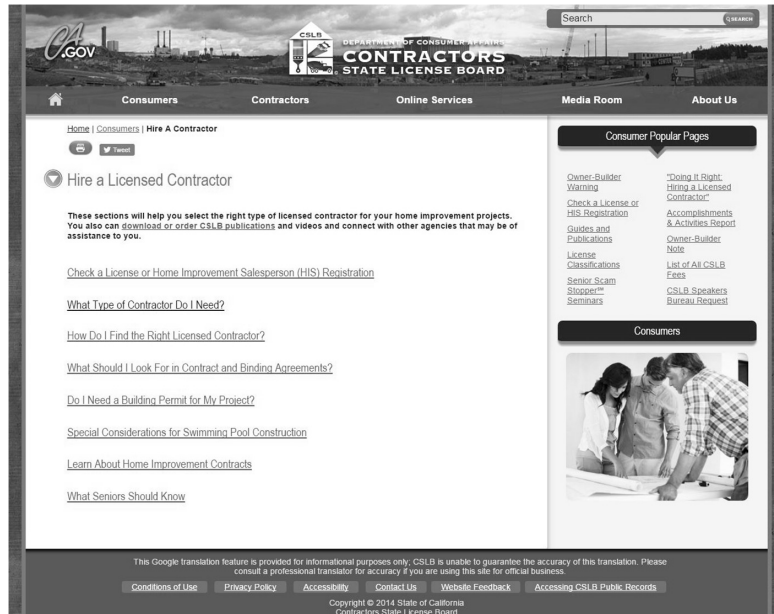 CA.GOV
CSLB
DEPARTMENT OF CONSUMER AFFAIRS
CONTRACTORS
STATE LICENSE BOARD
Search
SEARCH
Consumers
Contractors
Online Services
Media Room
About Us
Home | Consumers | Hire A Contractor
Tweet
Hire a Licensed Contractor
These sections will help you select the right type of licensed contractor for your home improvement projects.
You also can download or order CSLB publications and videos and connect with other agencies that may be of
assistance to you.
Check a License or Home Improvement Salesperson (HIS) Registration
What Type of Contractor Do I Need?
How Do I Find the Right Licensed Contractor?
What Should I Look For in Contract and Binding Agreements?
Do I Need a Building Permit for My Project?
Special Considerations for Swimming Pool Construction
Learn About Home Improvement Contracts
What Seniors Should Know
Consumer Popular Pages
Owner-Builder
Warning
Check a License or
HIS Registration
Guides and
Publications
License
Classifications
Senior Scam
Stopper℠
Seminars
"Doing It Right:
Hiring a Licensed
Contractor"
Accomplishments
& Activities Report
Owner-Builder
Note
List of All CSLB
Fees
CSLB Speakers
Bureau Request
Consumers
This Google translation feature is provided for informational purposes only; CSLB is unable to guarantee the accuracy of this translation. Please
consult a professional translator for accuracy if you are using this site for official business.
Conditions of Use
Privacy Policy
Accessibility
Contact Us
Website Feedback
Accessing CSLB Public Records
Copyright © 2014 State of California
Contractors State License Board